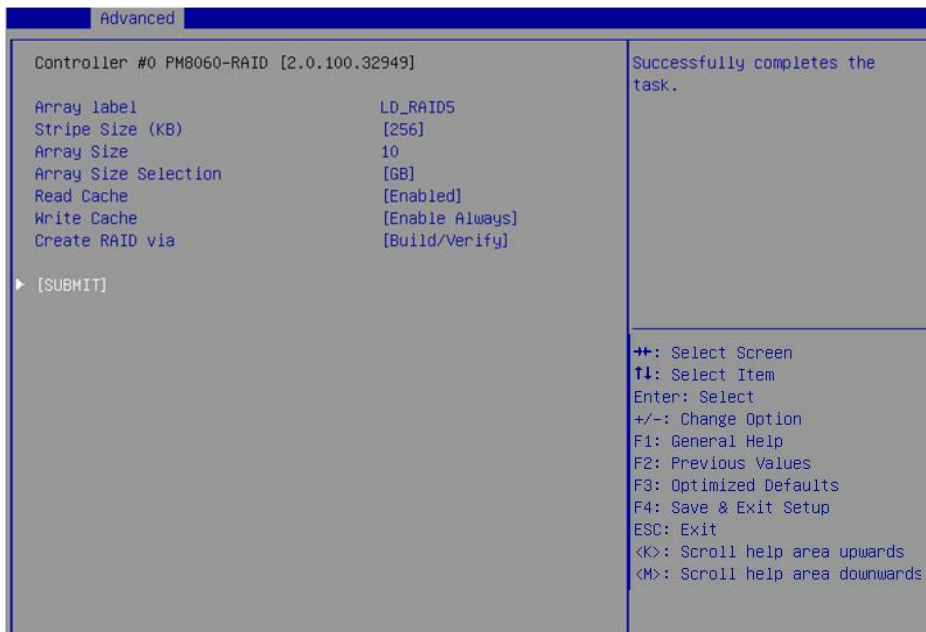 Advanced
Controller #0 PM8060-RAID [2.0.100.32949]
Array label LD_RAID5
Stripe Size (KB) [256]
Array Size 10
Array Size Selection [GB]
Read Cache [Enabled]
Write Cache [Enable Always]
Create RAID via [Build/Verify]
[SUBMIT]
Successfully completes the
task.
→←: Select Screen
↑↓: Select Item
Enter: Select
+/-: Change Option
F1: General Help
F2: Previous Values
F3: Optimized Defaults
F4: Save & Exit Setup
ESC: Exit
<K>: Scroll help area upwards
<M>: Scroll help area downwards